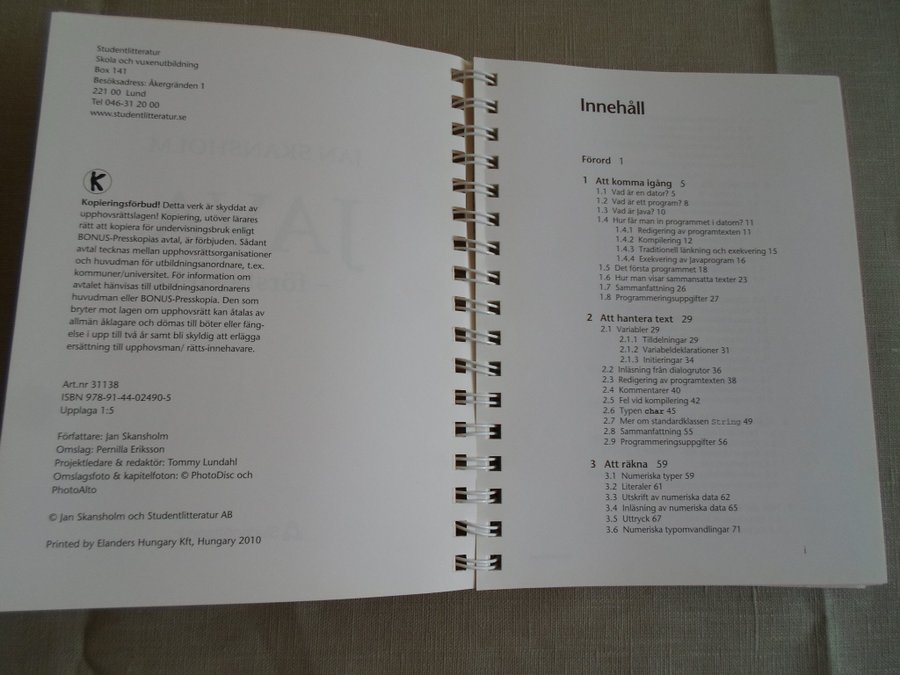 Studentlitteratur
Skola och vuxenutbildning
Box 141
Besöksadress: Åkergränden 1
221 00 Lund
Tel 046-31 20 00
www.studentlitteratur.se
K
Kopieringsförbud! Detta verk är skyddat av
upphovsrättslagen! Kopiering, utöver lärares
rätt att kopiera för undervisningsbruk enligt
BONUS-Presskopias avtal, är förbjuden. Sådant
avtal tecknas mellan upphovsrättsorganisationer
och huvudman för utbildningsanordnare, t.ex.
kommuner/universitet. För information om
avtalet hänvisas till utbildningsanordnarens
huvudman eller BONUS-Presskopia. Den som
bryter mot lagen om upphovsrätt kan åtalas av
allmän åklagare och dömas till böter eller fäng-
else i upp till två år samt bli skyldig att erlägga
ersättning till upphovsman/ rätts-innehavare.
Art.nr 31138
ISBN 978-91-44-02490-5
Upplaga 1:5
Författare: Jan Skansholm
Omslag: Pernilla Eriksson
Projektledare & redaktör: Tommy Lundahl
Omslagsfoto & kapitelfoton: © PhotoDisc och
PhotoAlto
© Jan Skansholm och Studentlitteratur AB
Printed by Elanders Hungary Kft, Hungary 2010
Innehåll
Förord 1
1 Att komma igång 5
1.1 Vad är en dator? 5
1.2 Vad är ett program? 8
1.3 Vad är Java? 10
1.4 Hur får man in programmet i datorn? 11
1.4.1 Redigering av programtexten 11
1.4.2 Kompilering 12
1.4.3 Traditionell länkning och exekvering 15
1.4.4 Exekvering av Javaprogram 16
1.5 Det första programmet 18
1.6 Hur man visar sammansatta texter 23
1.7 Sammanfattning 26
1.8 Programmeringsuppgifter 27
2 Att hantera text 29
2.1 Variabler 29
2.1.1 Tilldelningar 29
2.1.2 Variabeldeklarationer 31
2.1.3 Initieringar 34
2.2 Inläsning från dialogrutor 36
2.3 Redigering av programtexten 38
2.4 Kommentarer 40
2.5 Fel vid kompilering 42
2.6 Typen char 45
2.7 Mer om standardklassen String 49
2.8 Sammanfattning 55
2.9 Programmeringsuppgifter 56
3 Att räkna 59
3.1 Numeriska typer 59
3.2 Literaler 61
3.3 Utskrift av numeriska data 62
3.4 Inläsning av numeriska data 65
3.5 Uttryck 67
3.6 Numeriska typomvandlingar 71
i